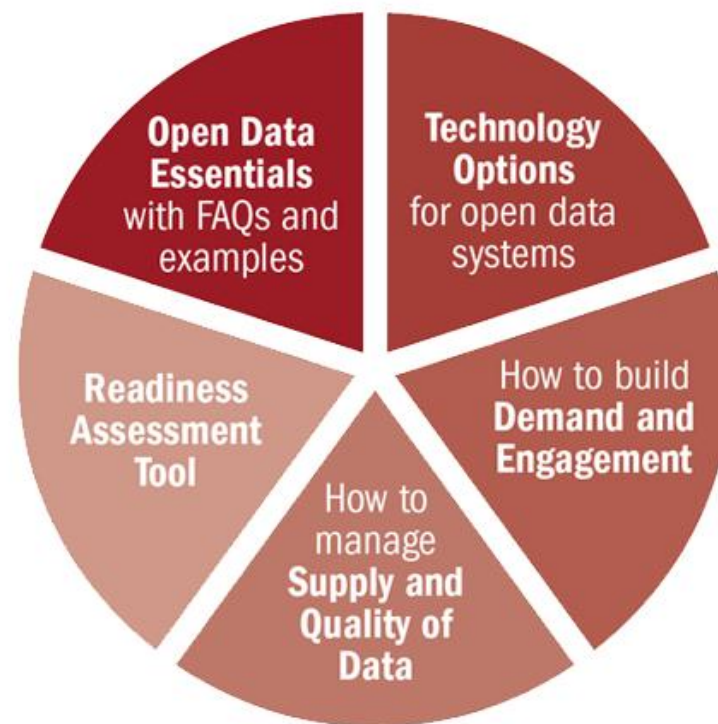 Open Data
Essentials
with FAQs and
examples
Technology
Options
for open data
systems
How to build
Demand and
Engagement
How to
manage
Supply and
Quality of
Data
Readiness
Assessment
Tool